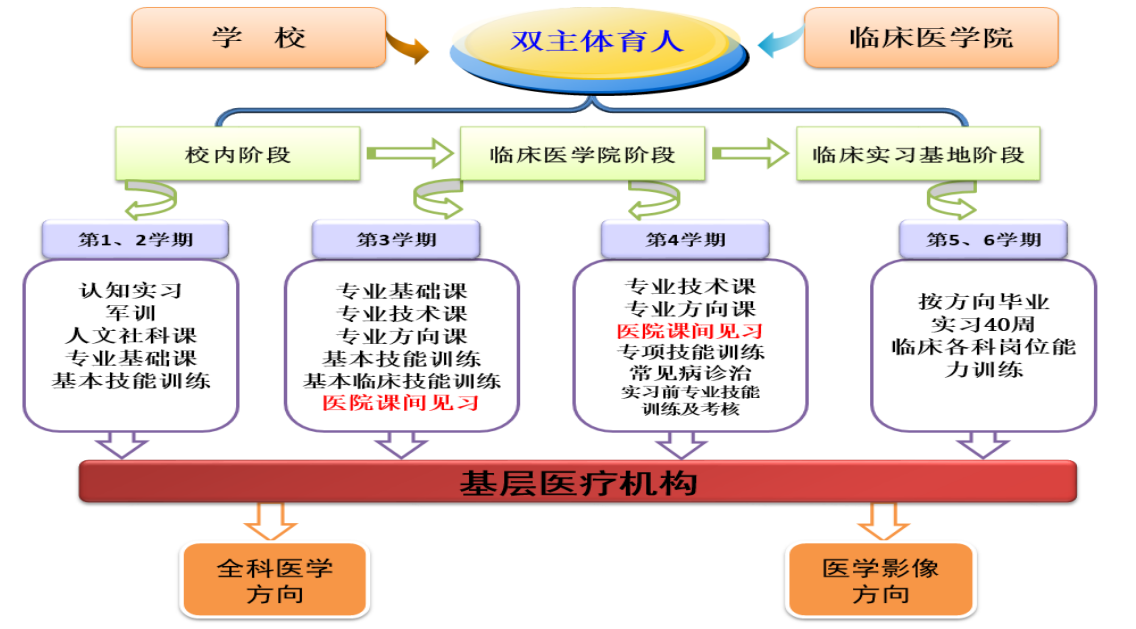 学 校
双主体育人
临床医学院
校内阶段
临床医学院阶段
临床实习基地阶段
第1、2学期
第3学期
第4学期
第5、6学期
认知实习
军训
人文社科课
专业基础课
基本技能训练
专业基础课
专业技术课
专业方向课
基本技能训练
基本临床技能训练
医院课间见习
专业技术课
专业方向课
医院课间见习
专项技能训练
常见病诊治
实习前专业技能
训练及考核
按方向毕业
实习40周
临床各科岗位能
力训练
基层医疗机构
全科医学
方向
医学影像
方向